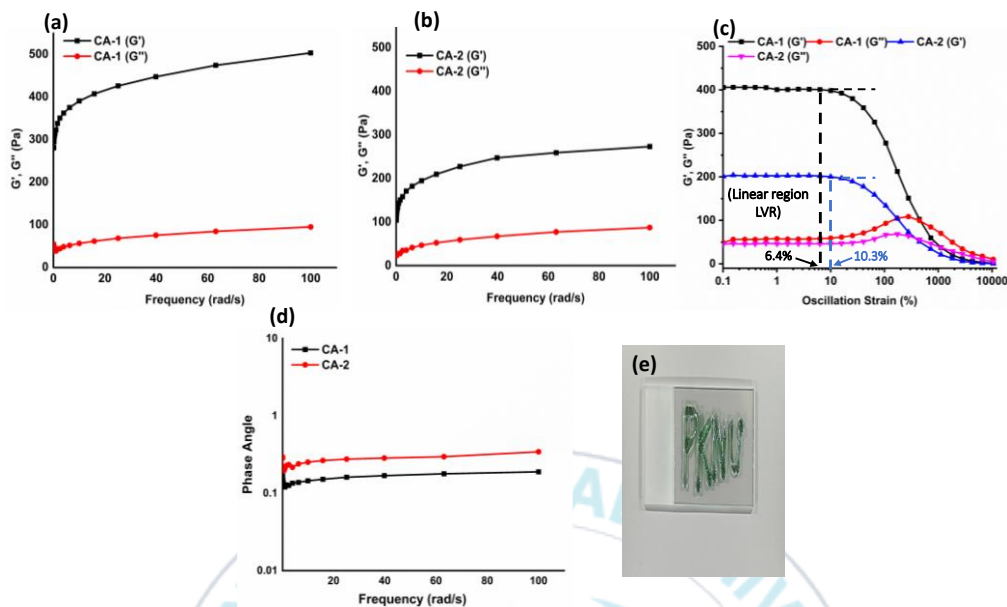 (a)
CA-1 (G')
CA-1 (G'')
500
400
300
200
100
0
G', G'' (Pa)
0 20 40 60 80 100
Frequency (rad/s)
(b)
CA-2 (G')
CA-2 (G'')
500
400
300
200
100
0
G', G'' (Pa)
0 20 40 60 80 100
Frequency (rad/s)
(c)
CA-1 (G') CA-1 (G'') CA-2 (G')
CA-2 (G'')
500
400
300
200
100
0
G', G'' (Pa)
(Linear region
LVR)
6.4% 10.3%
0.1 1 10 100 1000 10000
Oscillation Strain (%)
(d)
CA-1
CA-2
10
1
0.1
0.01
Phase Angle
20 40 60 80 100
Frequency (rad/s)
(e)
PKNU